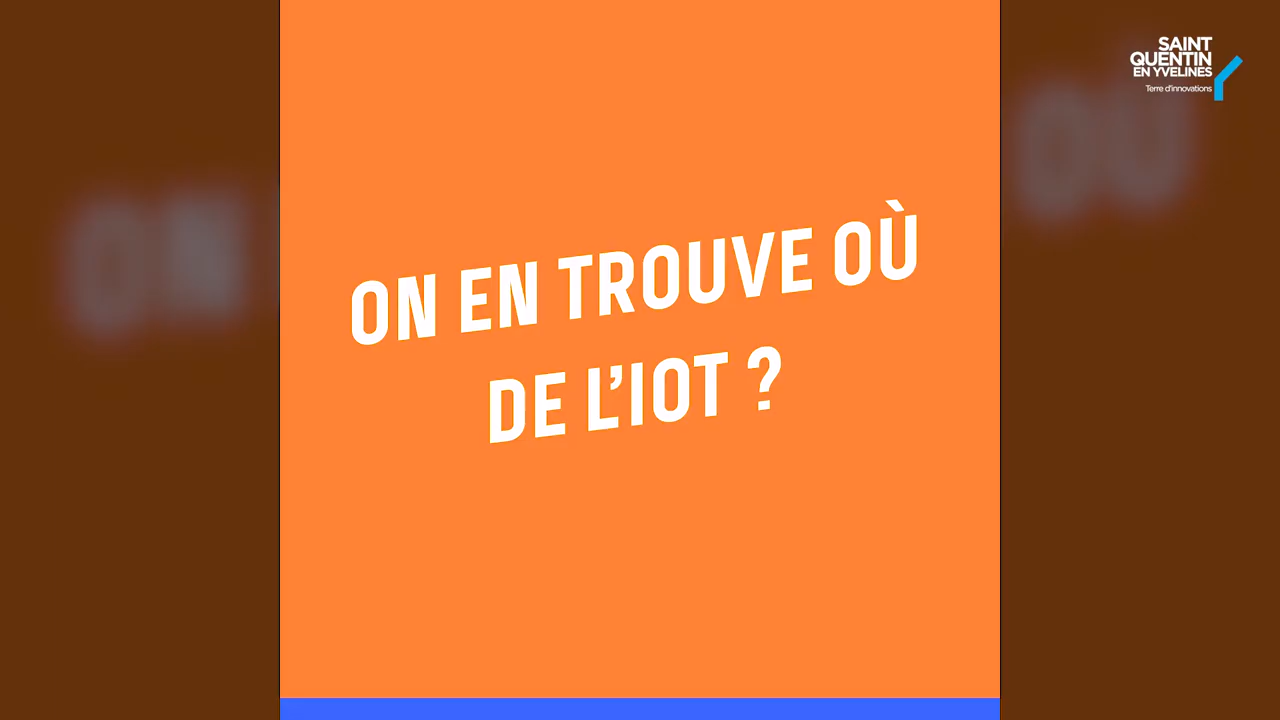 SAINT
QUENTIN
EN YVELINES
Terre d'innovations
ON EN TROUVE OÙ
DE L'IOT ?